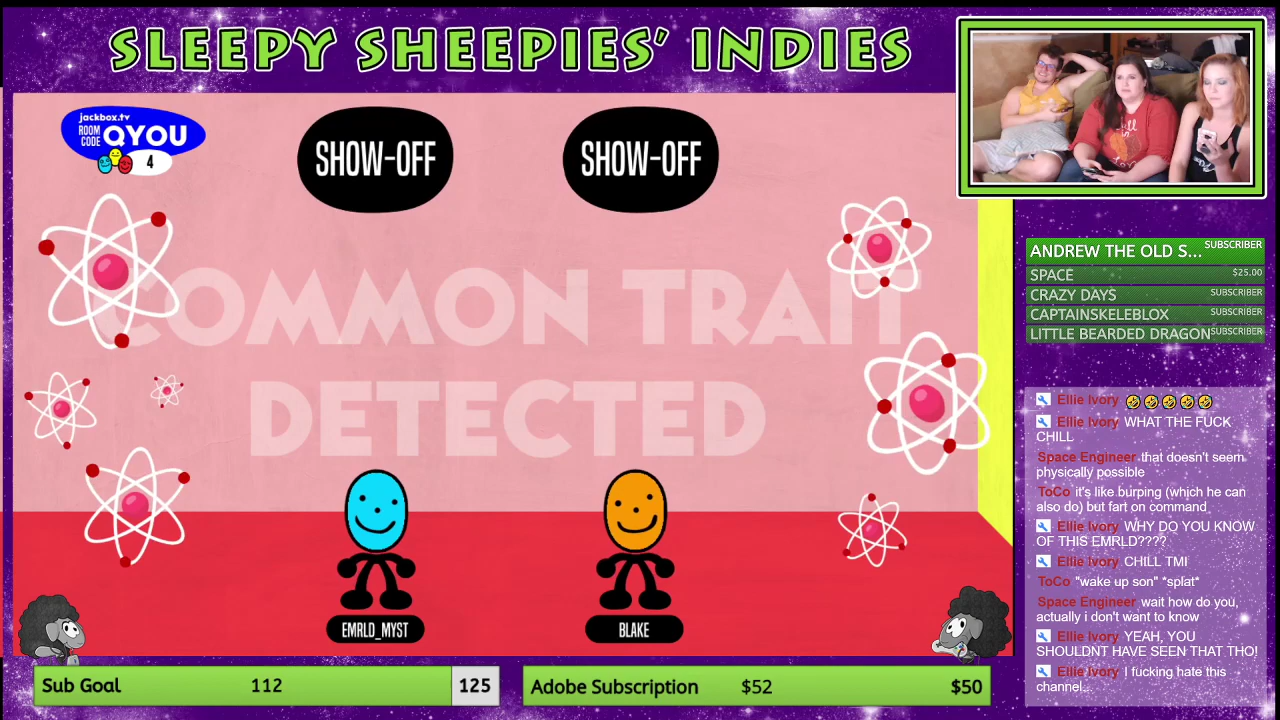 SLEEPY SHEEPIES' INDIES
jackbox.tv
ROOM CODE QYOU
4
SHOW-OFF
SHOW-OFF
COMMON TRAIT
DETECTED
EMRLD_MYST
BLAKE
ANDREW THE OLD S... SUBSCRIBER
SPACE $25.00
CRAZY DAYS SUBSCRIBER
CAPTAINSKELEBLOX SUBSCRIBER
LITTLE BEARDED DRAGON SUBSCRIBER
Ellie Ivory
Ellie Ivory WHAT THE FUCK
CHILL
Space Engineer that doesn't seem
physically possible
ToCo it's like burping (which he can
also do) but fart on command
Ellie Ivory WHY DO YOU KNOW
OF THIS EMRLD????
Ellie Ivory CHILL TMI
ToCo "wake up son" *splat*
Space Engineer wait how do you,
actually i don't want to know
Ellie Ivory YEAH, YOU
SHOULDNT HAVE SEEN THAT THO!
Ellie Ivory I fucking hate this
channel...
Sub Goal 112 125
Adobe Subscription $52 $50